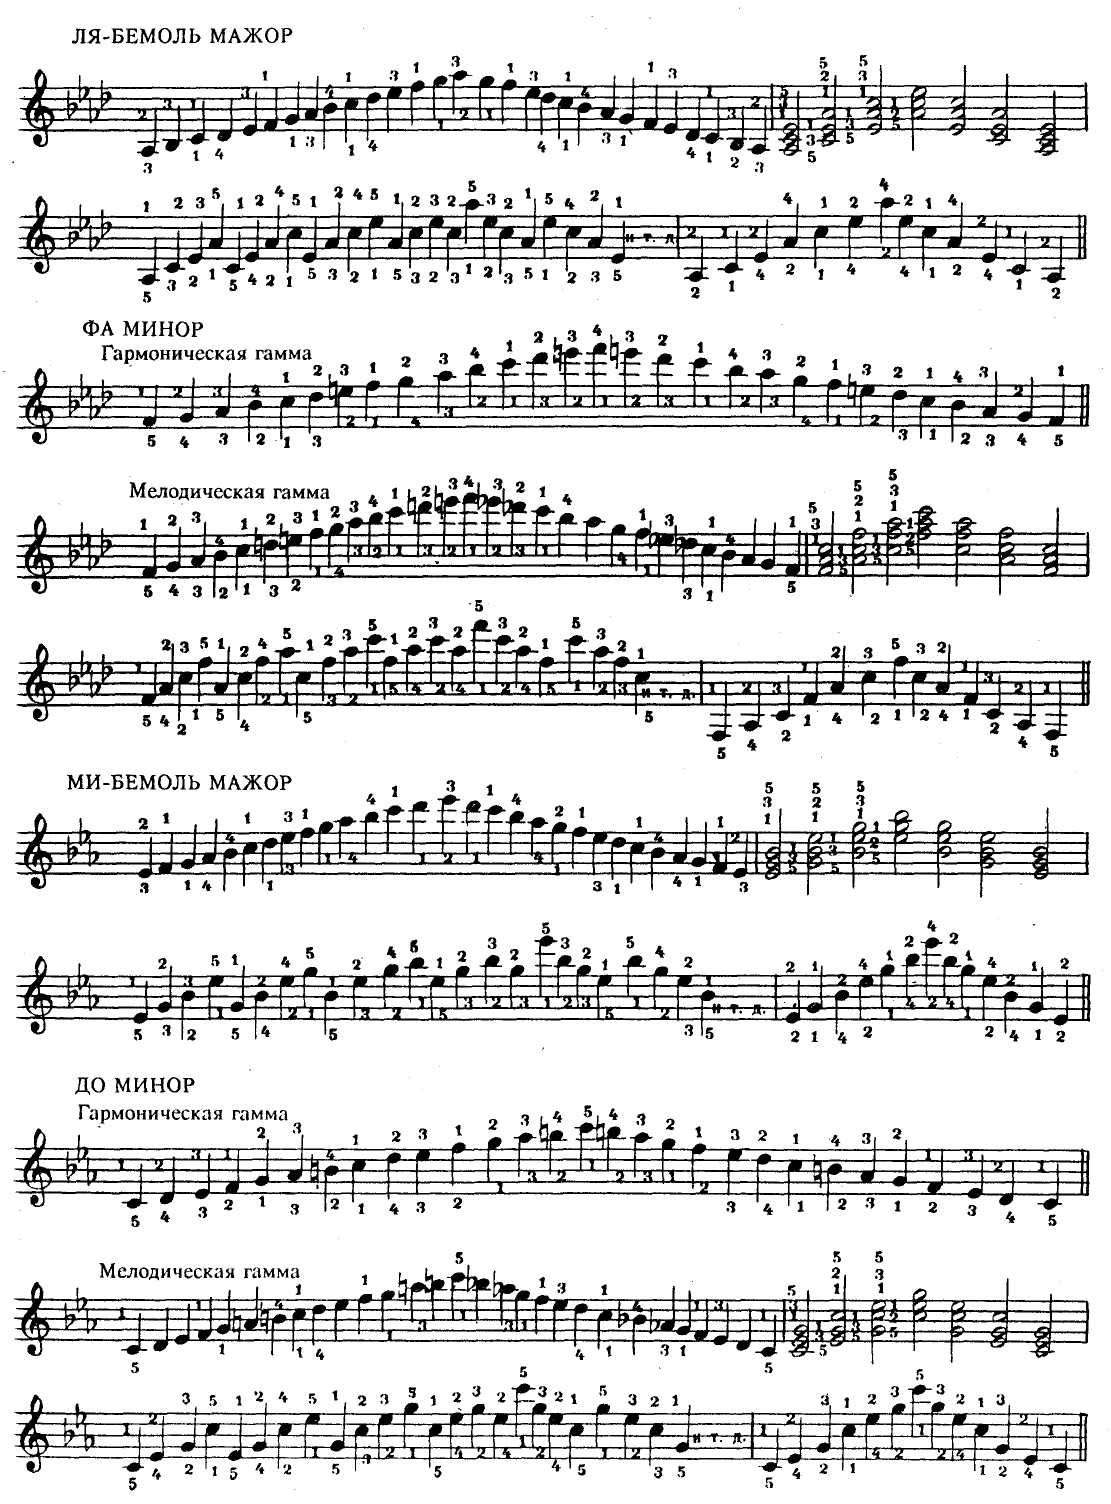 ЛЯ-БЕМОЛЬ МАЖОР
и т. д.
ФА МИНОР
Гармоническая гамма
Мелодическая гамма
и т. д.
МИ-БЕМОЛЬ МАЖОР
и т. д.
ДО МИНОР
Гармоническая гамма
Мелодическая гамма
и т. д.